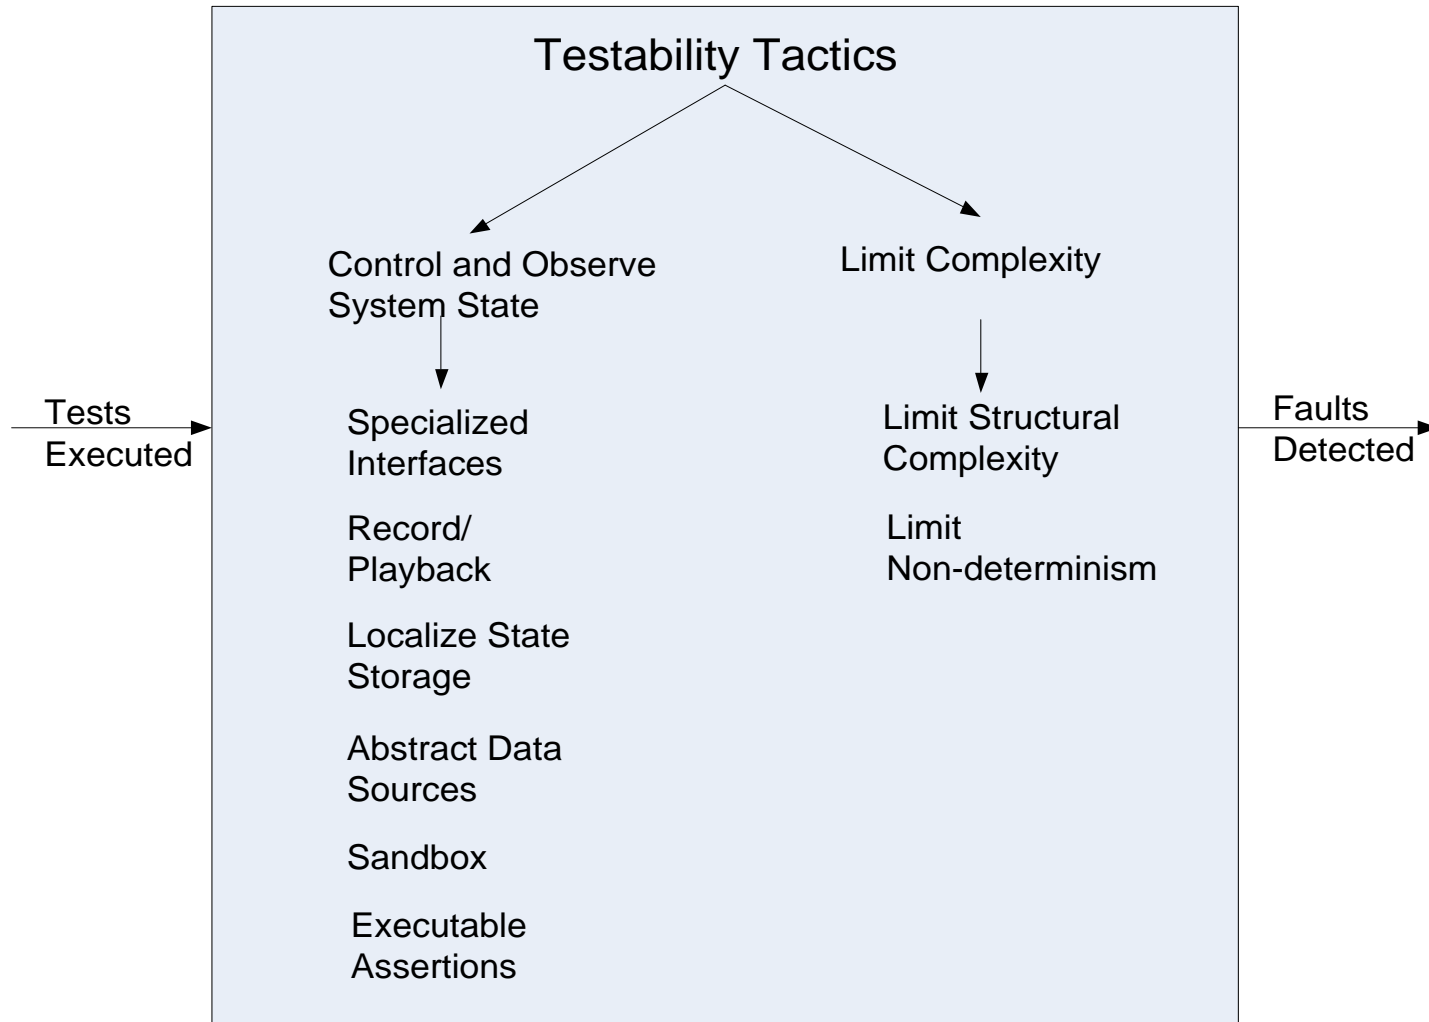 Testability Tactics
Control and Observe
System State
Limit Complexity
Tests
Executed
Specialized
Interfaces
Record/
Playback
Localize State
Storage
Abstract Data
Sources
Sandbox
Executable
Assertions
Limit Structural
Complexity
Limit
Non-determinism
Faults
Detected